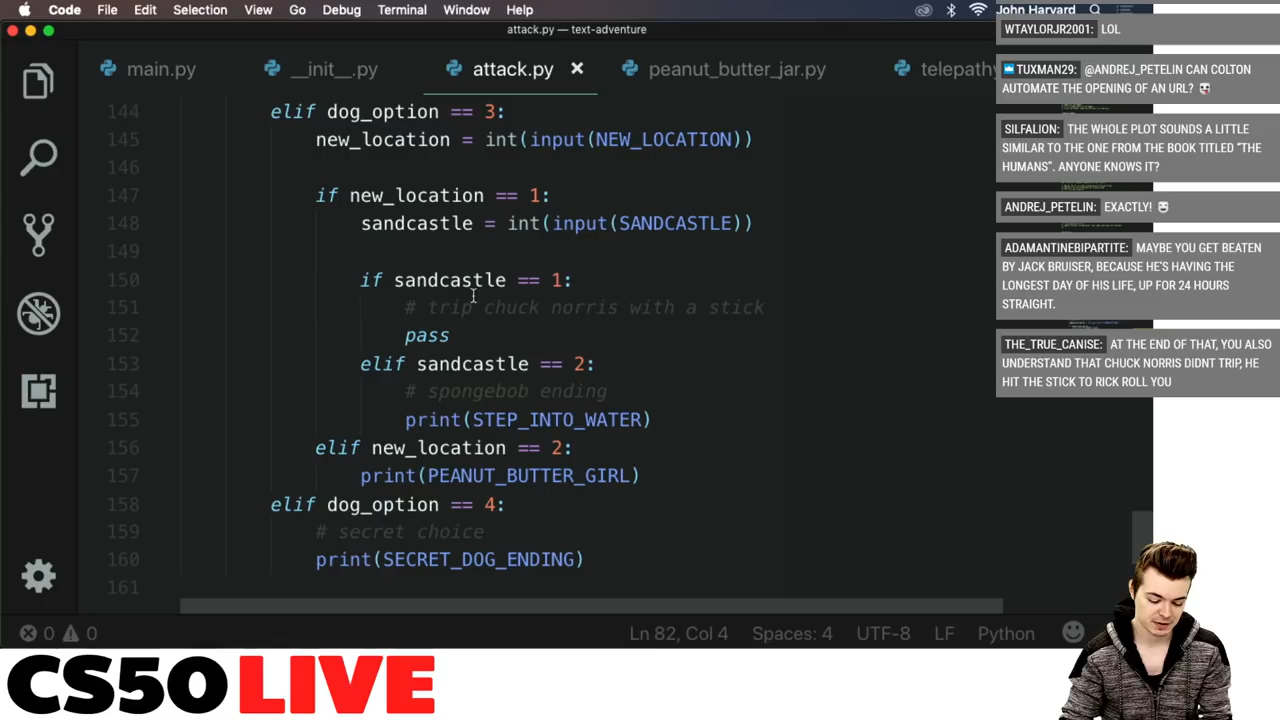 Code File Edit Selection View Go Debug Terminal Window Help John Harvard
attack.py — text-adventure
main.py __init__.py attack.py peanut_butter_jar.py telepathy
144 elif dog_option == 3:
145 new_location = int(input(NEW_LOCATION))
146
147 if new_location == 1:
148 sandcastle = int(input(SANDCASTLE))
149
150 if sandcastle == 1:
151 # trip chuck norris with a stick
152 pass
153 elif sandcastle == 2:
154 # spongebob ending
155 print(STEP_INTO_WATER)
156 elif new_location == 2:
157 print(PEANUT_BUTTER_GIRL)
158 elif dog_option == 4:
159 # secret choice
160 print(SECRET_DOG_ENDING)
161
0 0 Ln 82, Col 4 Spaces: 4 UTF-8 LF Python
WTAYLORJR2001: LOL
TUXMAN29: @ANDREJ_PETELIN CAN COLTON
AUTOMATE THE OPENING OF AN URL?
SILFALION: THE WHOLE PLOT SOUNDS A LITTLE
SIMILAR TO THE ONE FROM THE BOOK TITLED "THE
HUMANS". ANYONE KNOWS IT?
ANDREJ_PETELIN: EXACTLY!
ADAMANTINEBIPARTITE: MAYBE YOU GET BEATEN
BY JACK BRUISER, BECAUSE HE'S HAVING THE
LONGEST DAY OF HIS LIFE, UP FOR 24 HOURS
STRAIGHT.
THE_TRUE_CANISE: AT THE END OF THAT, YOU ALSO
UNDERSTAND THAT CHUCK NORRIS DIDNT TRIP, HE
HIT THE STICK TO RICK ROLL YOU
CS50 LIVE